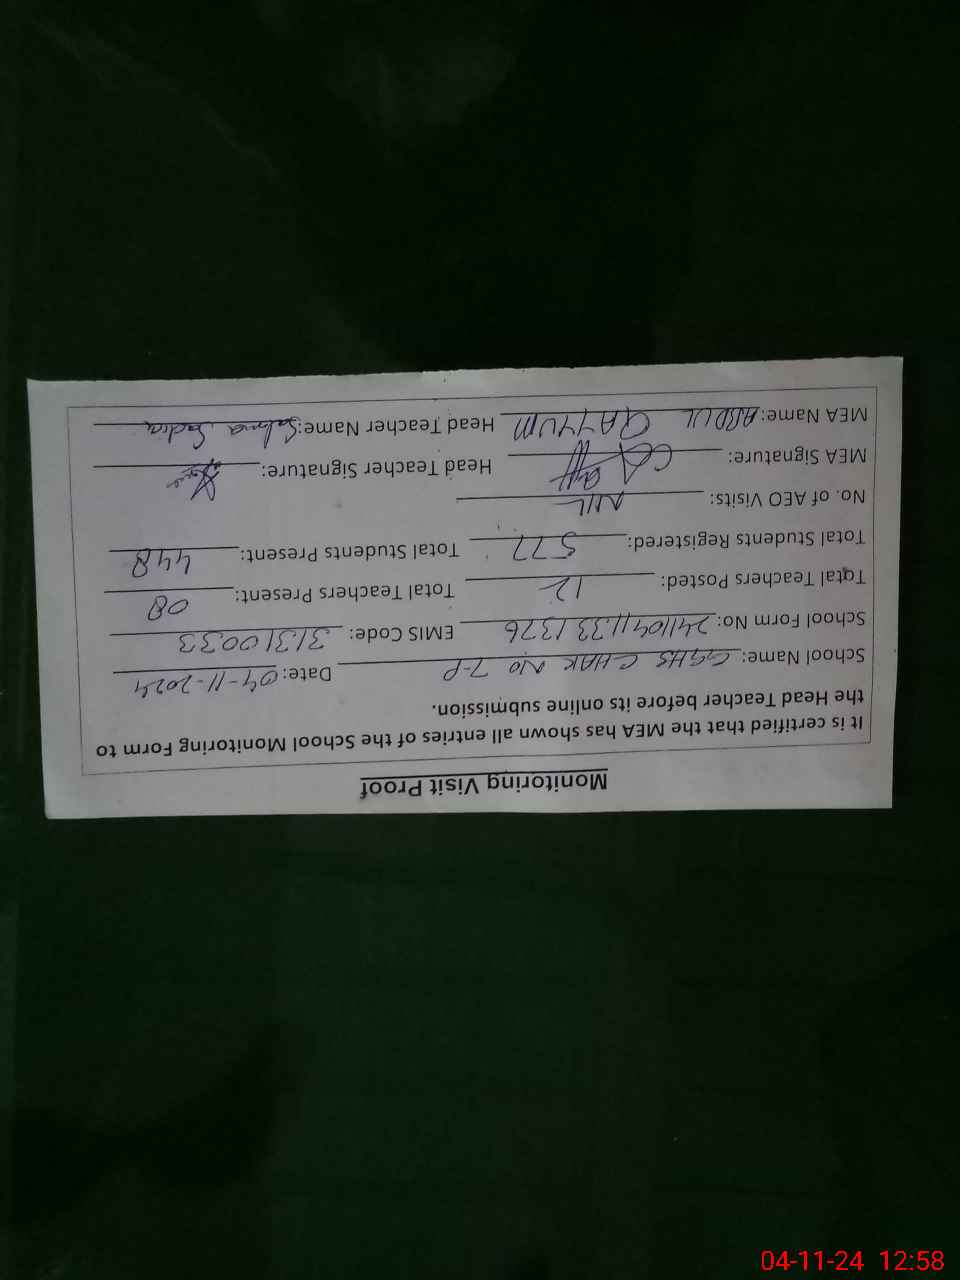 Monitoring Visit Proof
It is certified that the MEA has shown all entries of the School Monitoring Form to
the Head Teacher before its online submission.
School Name: GGHS CHAK NO 7-P Date: 04-11-2024
School Form No: EMIS Code: 31310033
Total Teachers Posted: 12 Total Teachers Present: 08
Total Students Registered: 577 Total Students Present: 448
No. of AEO Visits: NIL
MEA Signature: Head Teacher Signature:
MEA Name: ABDUL QAYYUM Head Teacher Name: Salma Sadia
04-11-24 12:58